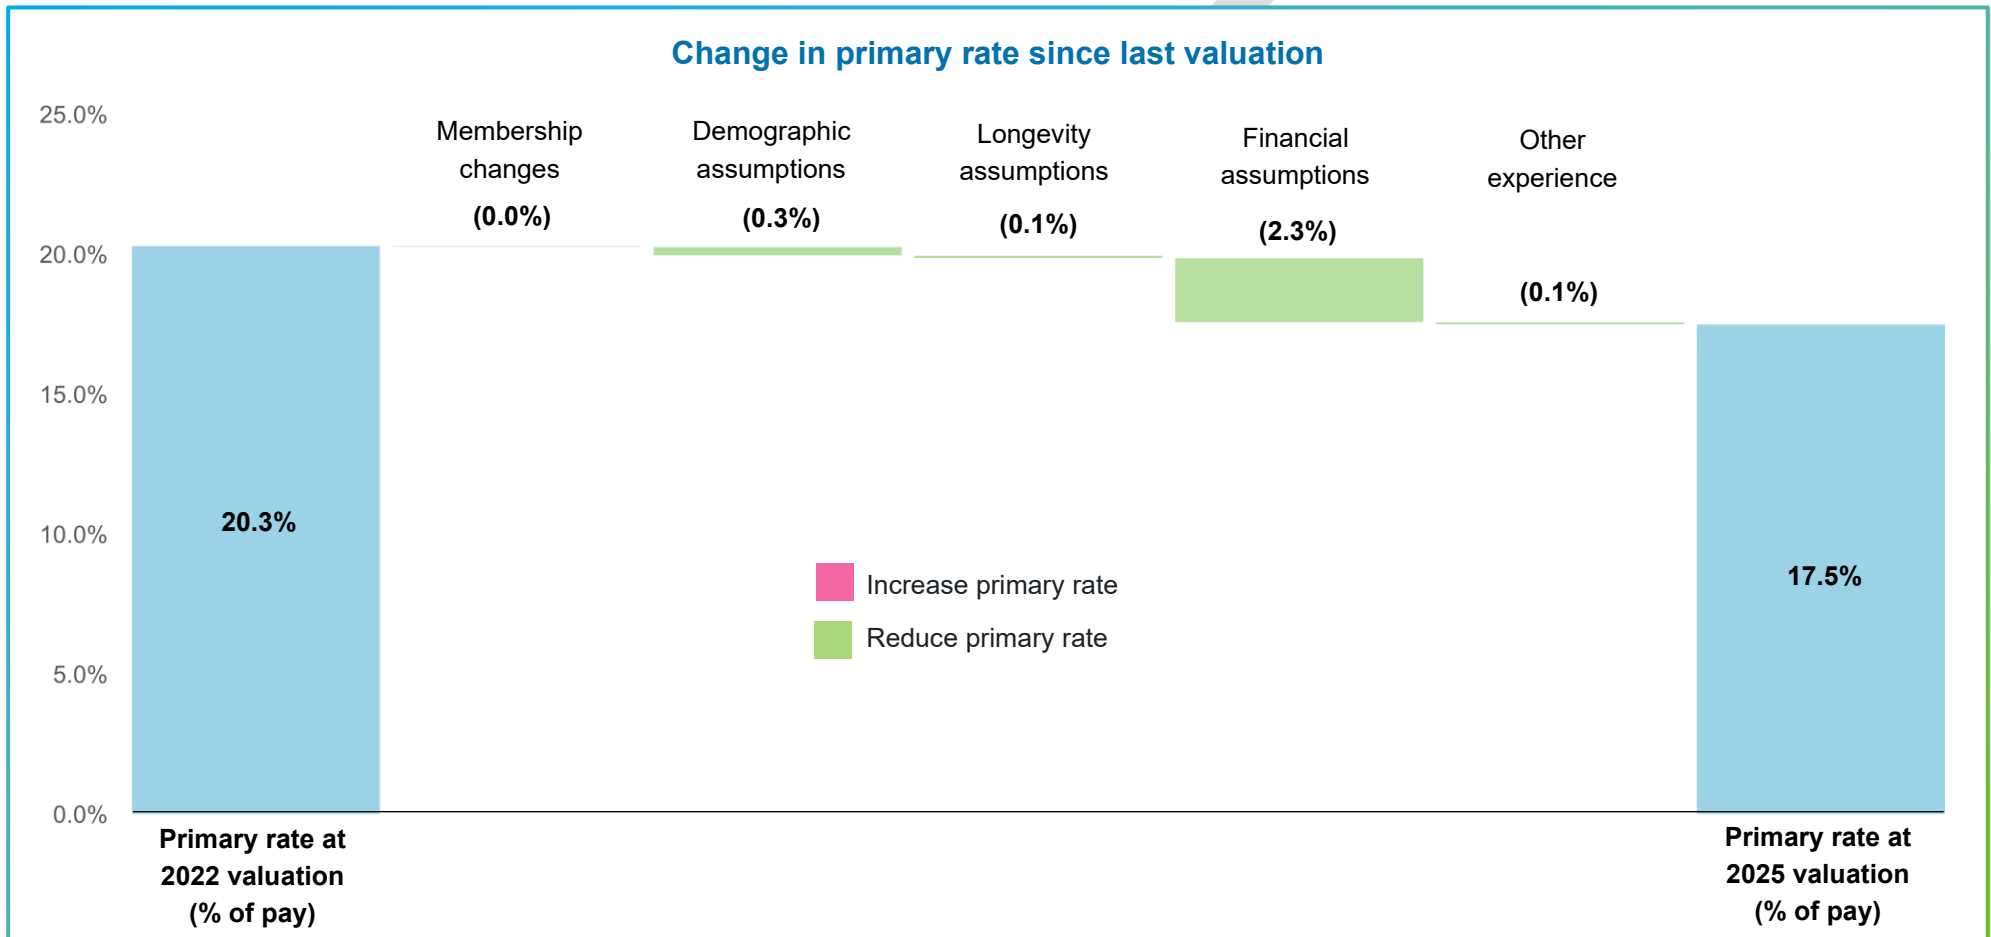 Change in primary rate since last valuation
25.0%
20.0%
15.0%
10.0%
5.0%
0.0%
Membership
changes
(0.0%)
Demographic
assumptions
(0.3%)
Longevity
assumptions
(0.1%)
Financial
assumptions
(2.3%)
Other
experience
(0.1%)
20.3%
17.5%
Increase primary rate
Reduce primary rate
Primary rate at
2022 valuation
(% of pay)
Primary rate at
2025 valuation
(% of pay)